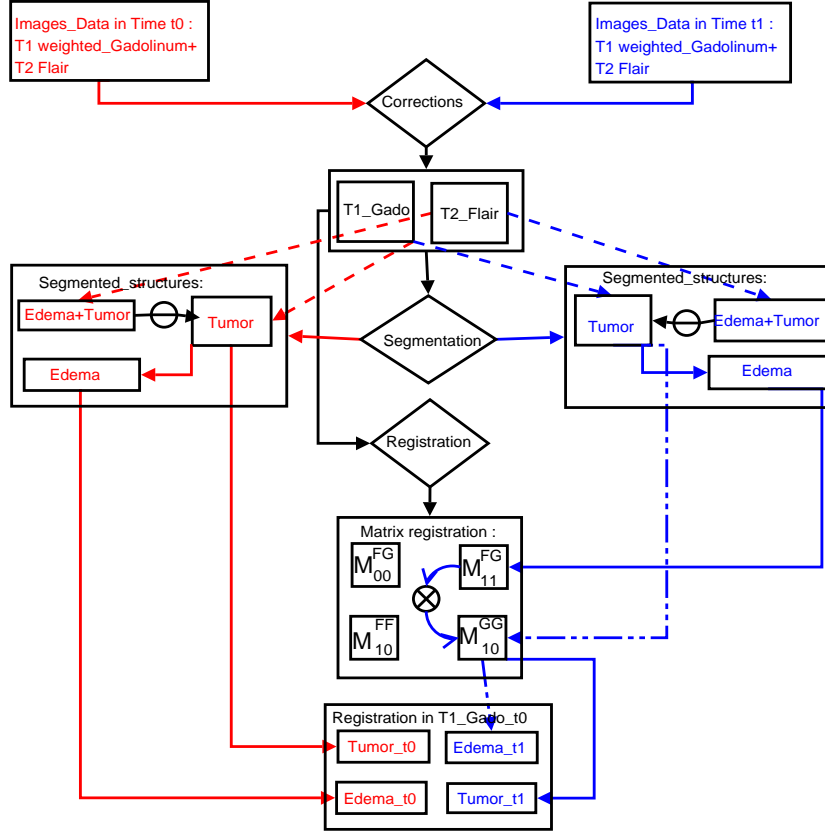 Images_Data in Time t0 :
T1 weighted_Gadolinum+
T2 Flair
Images_Data in Time t1 :
T1 weighted_Gadolinum+
T2 Flair
Corrections
T1_Gado
T2_Flair
Segmented_structures:
Edema+Tumor
Tumor
Edema
Segmentation
Segmented_structures:
Tumor
Edema+Tumor
Edema
Registration
Matrix registration :
M FG 00
M FG 11
M FF 10
M GG 10
Registration in T1_Gado_t0
Tumor_t0
Edema_t1
Edema_t0
Tumor_t1